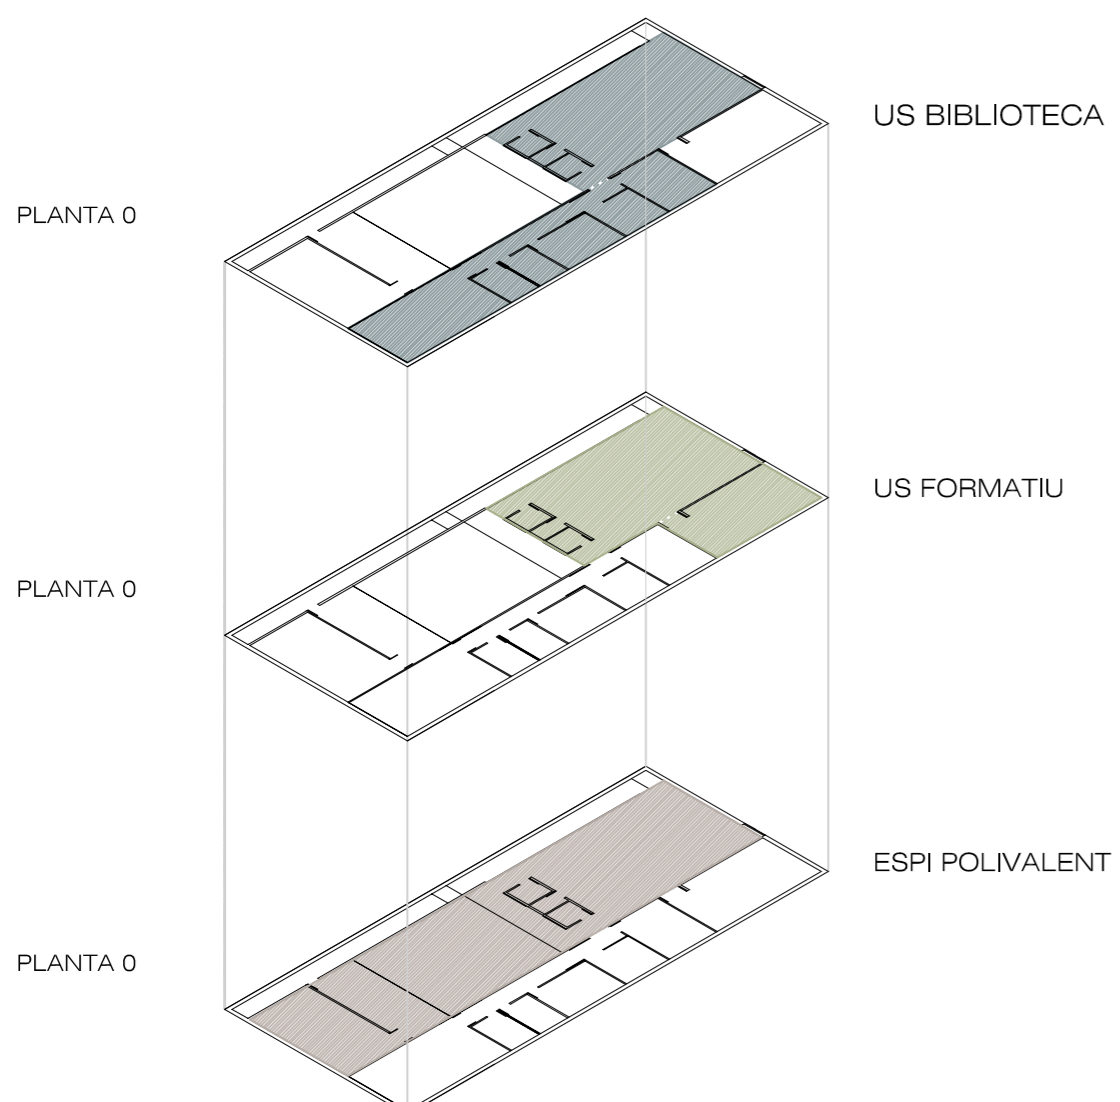 US BIBLIOTECA
PLANTA 0
US FORMATIU
PLANTA 0
ESPI POLIVALENT
PLANTA 0